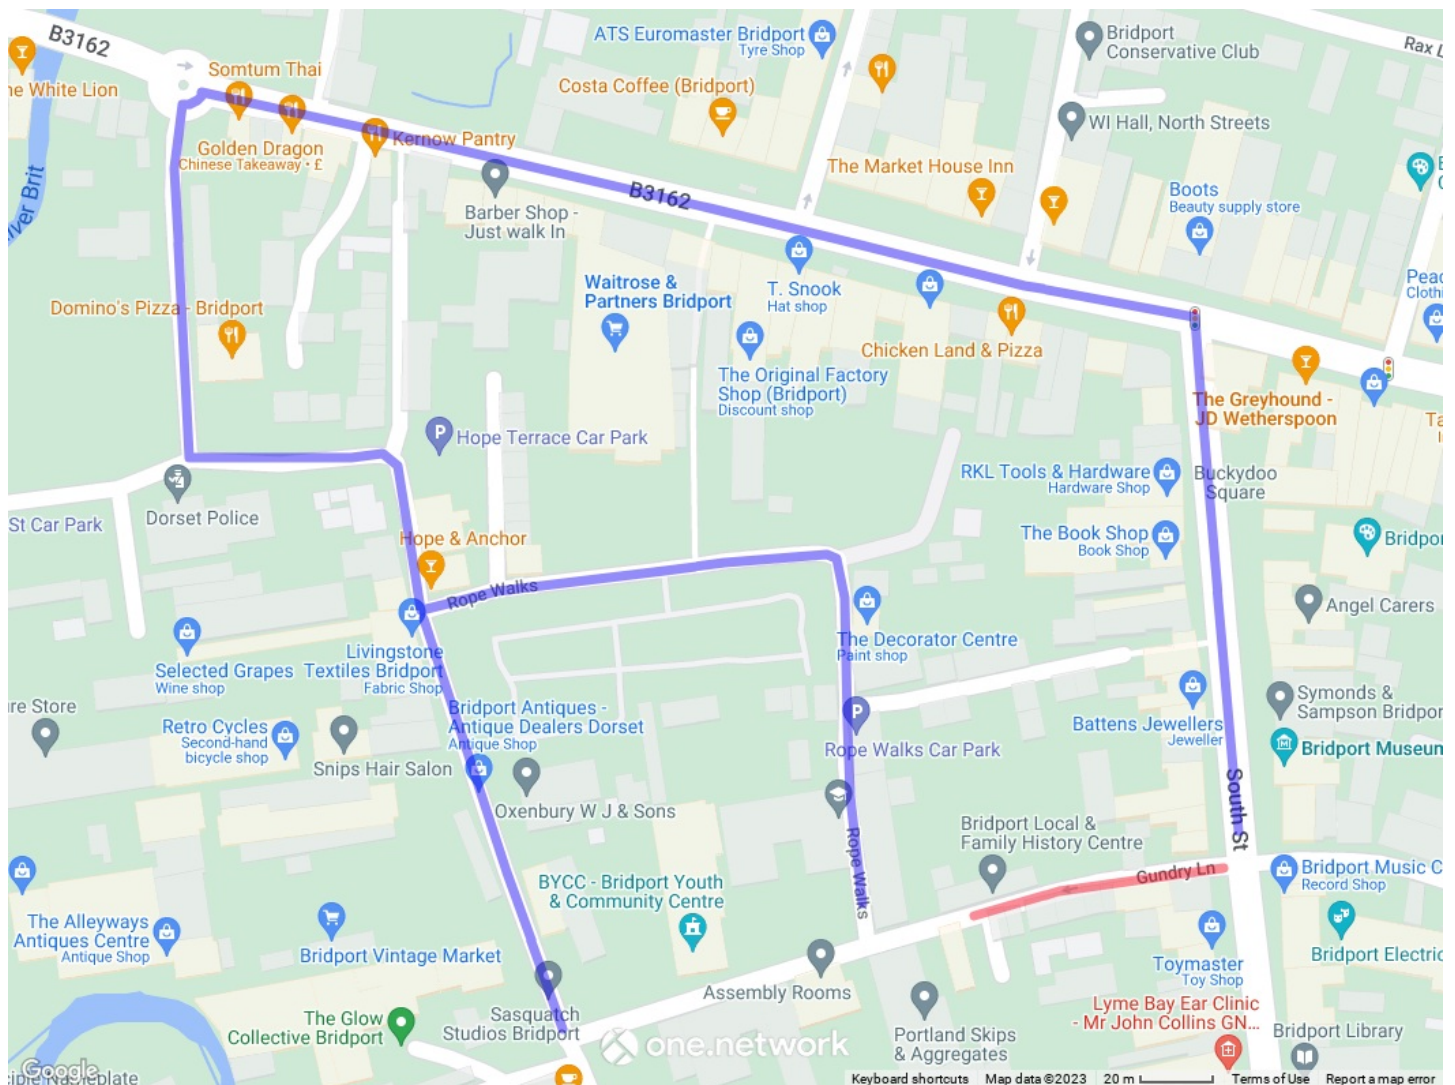 B3162
he White Lion
Somtum Thai
Golden Dragon
Chinese Takeaway • £
Kernow Pantry
ATS Euromaster Bridport
Tyre Shop
Costa Coffee (Bridport)
Bridport
Conservative Club
Rax L
WI Hall, North Streets
The Market House Inn
Boots
Beauty supply store
Barber Shop -
Just walk In
B3162
Domino's Pizza - Bridport
Waitrose &
Partners Bridport
T. Snook
Hat shop
Peac
Clothi
Chicken Land & Pizza
The Original Factory
Shop (Bridport)
Discount shop
The Greyhound -
JD Wetherspoon
Ta
Hope Terrace Car Park
P
RKL Tools & Hardware
Hardware Shop
Buckydoo
Square
St Car Park
Dorset Police
Hope & Anchor
The Book Shop
Book Shop
Bridpor
Rope Walks
Angel Carers
Selected Grapes
Wine shop
Livingstone
Textiles Bridport
Fabric Shop
The Decorator Centre
Paint shop
re Store
Retro Cycles
Second-hand
bicycle shop
Snips Hair Salon
Bridport Antiques -
Antique Dealers Dorset
Antique Shop
P
Rope Walks Car Park
Battens Jewellers
Jeweller
Symonds &
Sampson Bridpor
Bridport Museum
Oxenbury W J & Sons
Rope Walks
South St
Bridport Local &
Family History Centre
Gundry Ln
Bridport Music C
Record Shop
BYCC - Bridport Youth
& Community Centre
The Alleyways
Antiques Centre
Antique Shop
Bridport Vintage Market
Toymaster
Toy Shop
Bridport Electric
Assembly Rooms
The Glow
Collective Bridport
Sasquatch
Studios Bridport
Portland Skips
& Aggregates
Lyme Bay Ear Clinic
- Mr John Collins GN...
Bridport Library
one.network
Google
ciple Nameplate
Keyboard shortcuts
Map data ©2023
20 m
Terms of Use
Report a map error